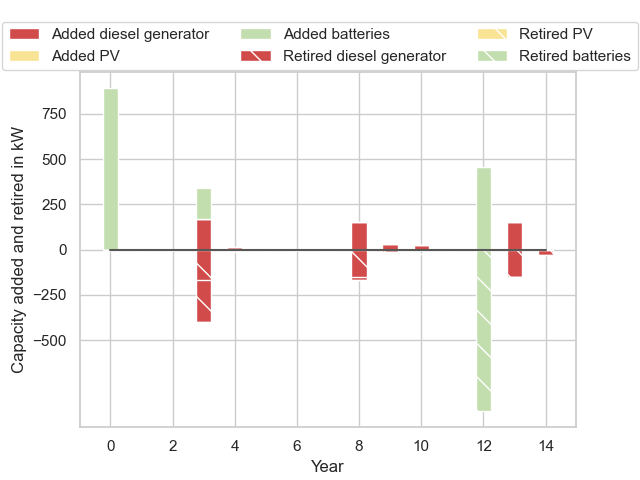 Added diesel generator Added batteries Retired PV
Added PV Retired diesel generator Retired batteries
Capacity added and retired in kW
750
500
250
0
−250
−500
0 2 4 6 8 10 12 14
Year